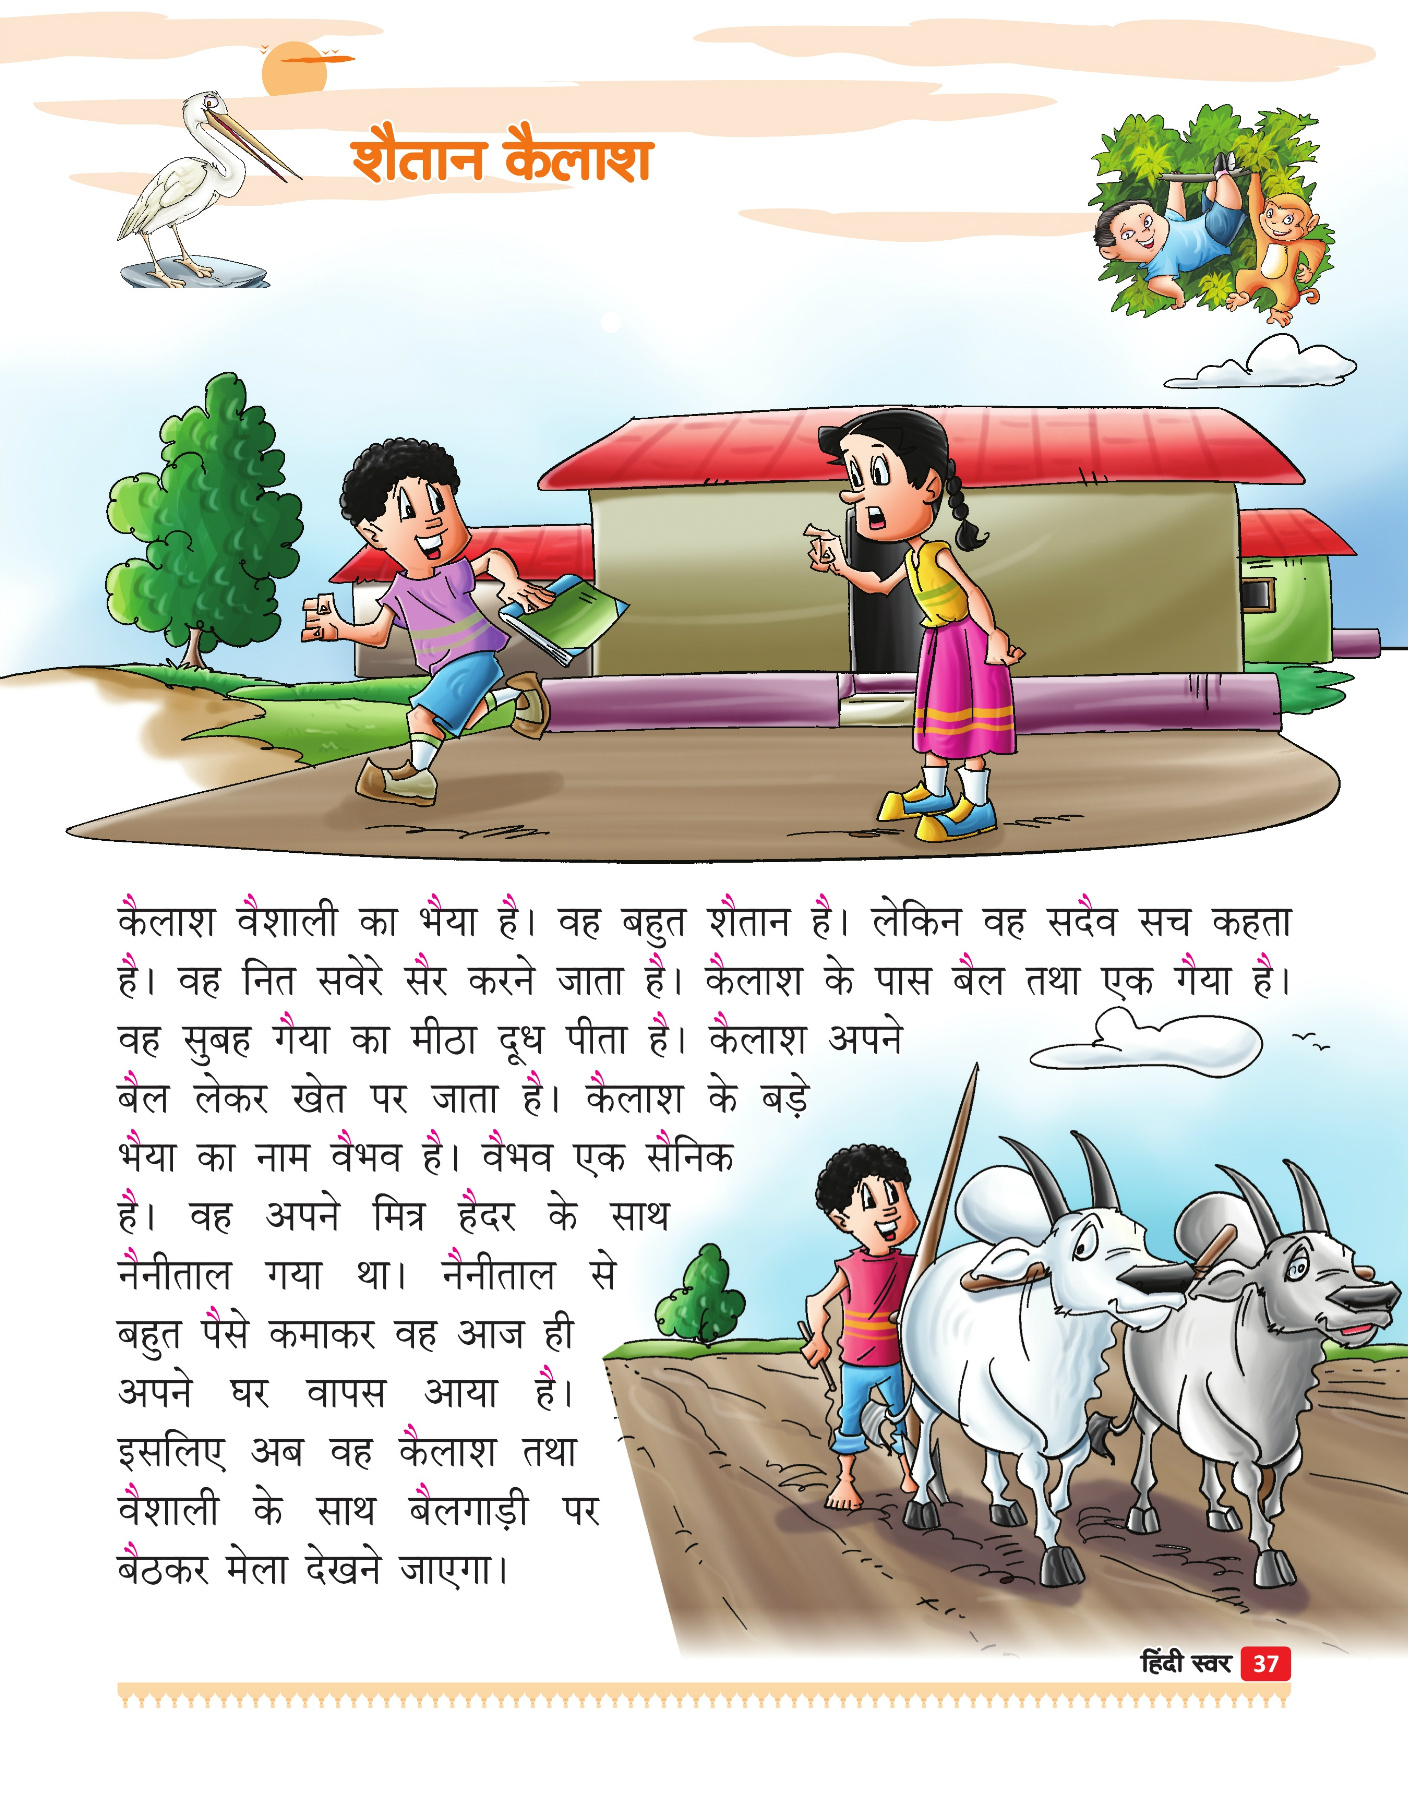 शैतान कैलाश
कैलाश वैशाली का भैया है। वह बहुत शैतान है। लेकिन वह सदैव सच कहता
है। वह नित सवेरे सैर करने जाता है। कैलाश के पास बैल तथा एक गैया है।
वह सुबह गैया का मीठा दूध पीता है। कैलाश अपने
बैल लेकर खेत पर जाता है। कैलाश के बड़े
भैया का नाम वैभव है। वैभव एक सैनिक
है। वह अपने मित्र हैदर के साथ
नैनीताल गया था। नैनीताल से
बहुत पैसे कमाकर वह आज ही
अपने घर वापस आया है।
इसलिए अब वह कैलाश तथा
वैशाली के साथ बैलगाड़ी पर
बैठकर मेला देखने जाएगा।
हिंदी स्वर 37